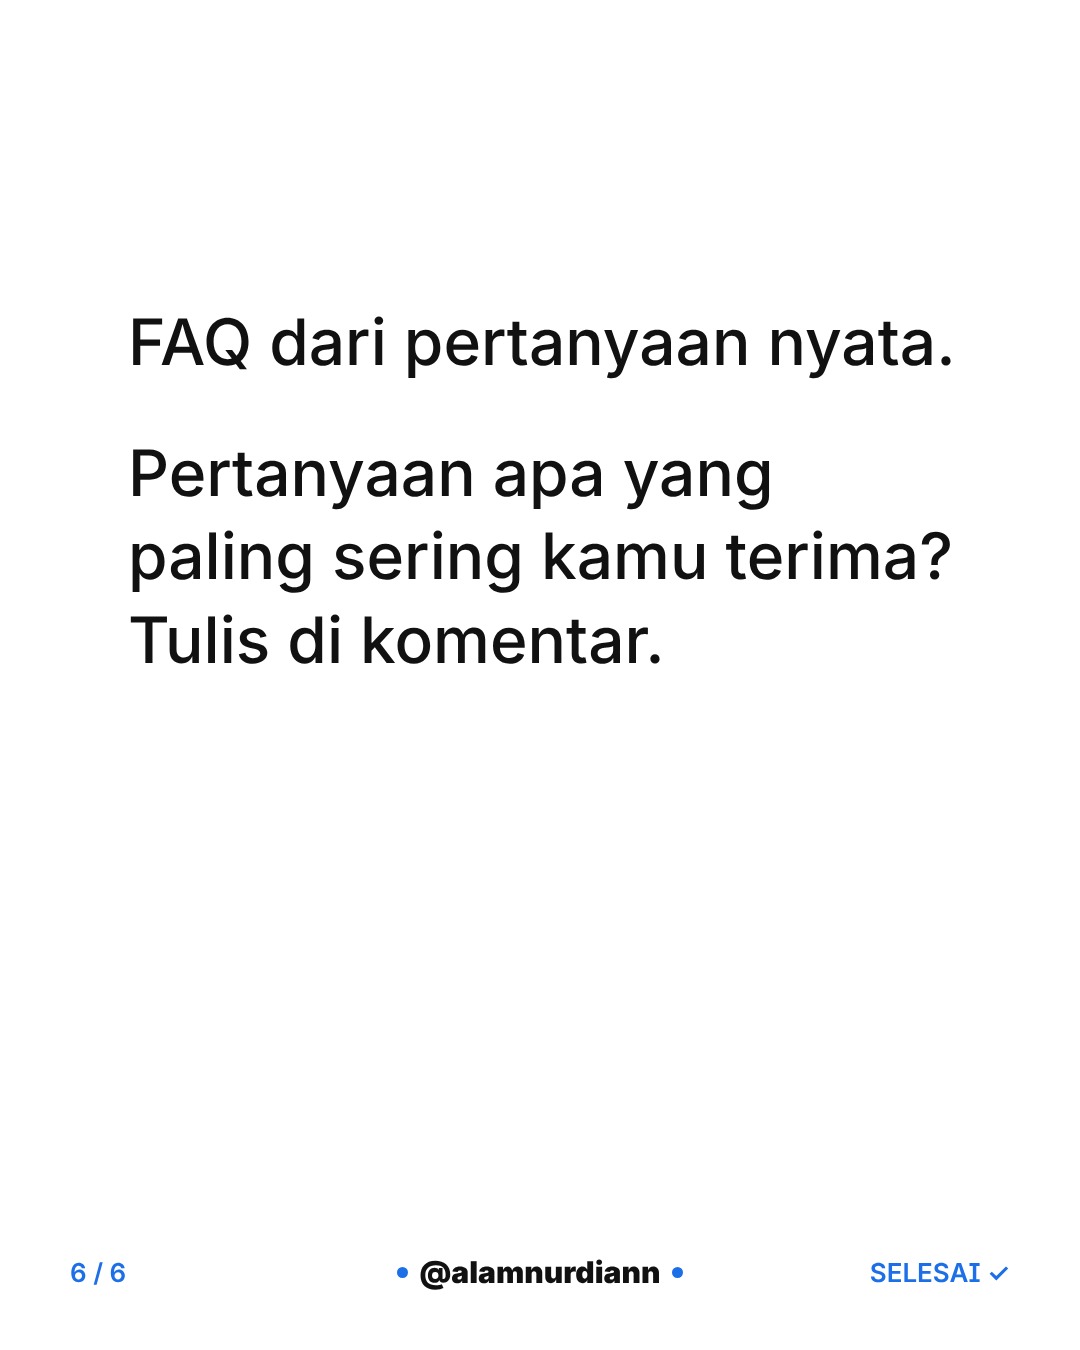 FAQ dari pertanyaan nyata.
Pertanyaan apa yang
paling sering kamu terima?
Tulis di komentar.
6 / 6
• @alamnurdiann •
SELESAI ✓